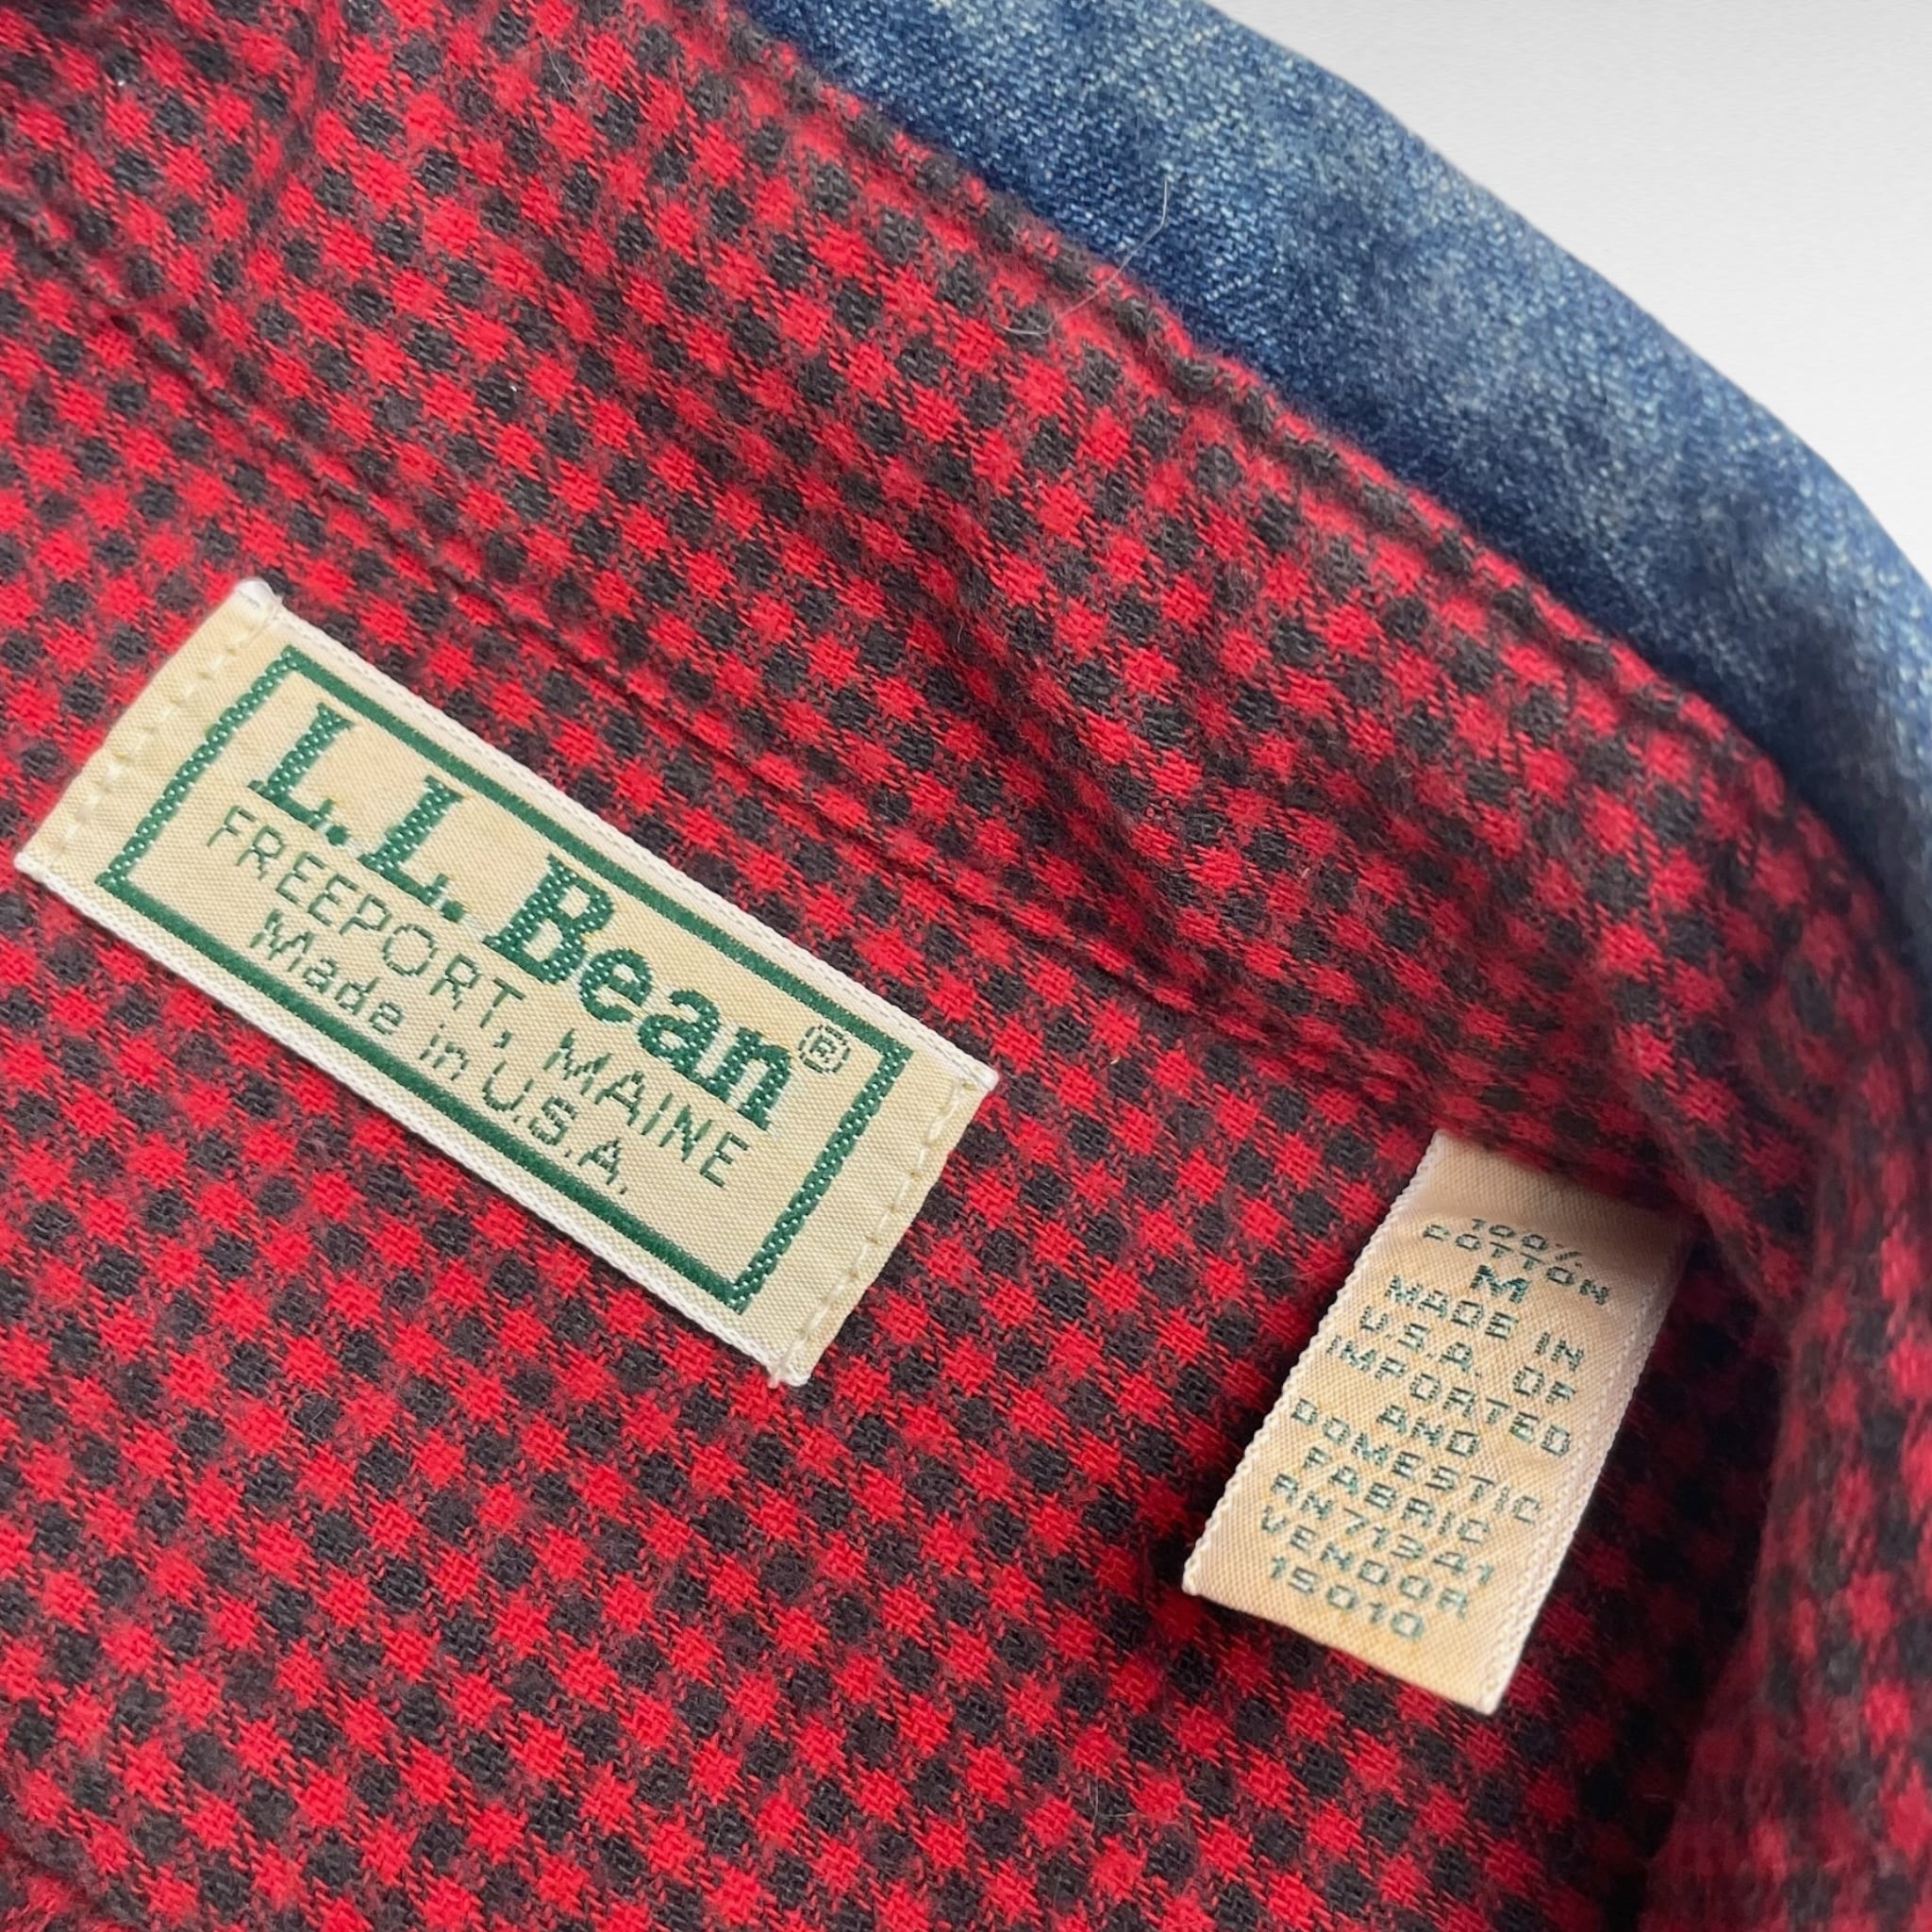 L.L.Bean®
FREEPORT, MAINE
Made in U.S.A.
100%
COTTON
M
MADE IN
U.S.A. OF
IMPORTED
AND
DOMESTIC
FABRIC
RN71341
VENDOR
15010